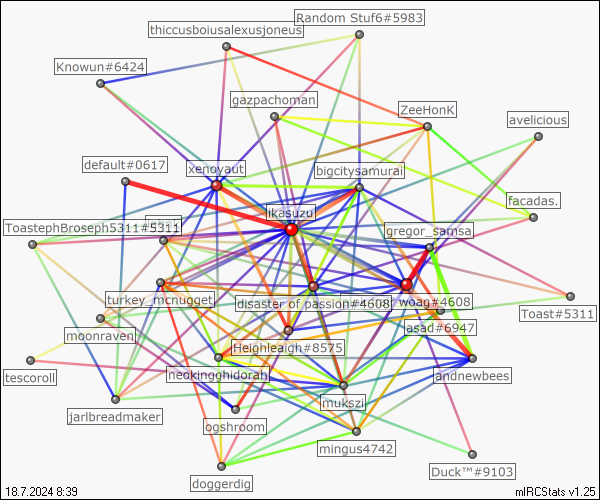 Random Stuf6#5983
thiccusboiusalexusjoneus
Knowun#6424
gazpachoman
ZeeHonK
avelicious
default#0617
xenoyaut
bigcitysamurai
facadas.
ikasuzu
ToastephBroseph5311#5311
gregor_samsa
turkey_mcnugget
disaster of passion#4608
woag#4608
Toast#5311
moonraven
asad#6947
Heighleigh#8575
tescoroll
neokingghidorah
andnewbees
jarlbreadmaker
mukszi
ogshroom
mingus4742
doggerdig
Duck™#9103
18.7.2024 8:39
mIRCStats v1.25